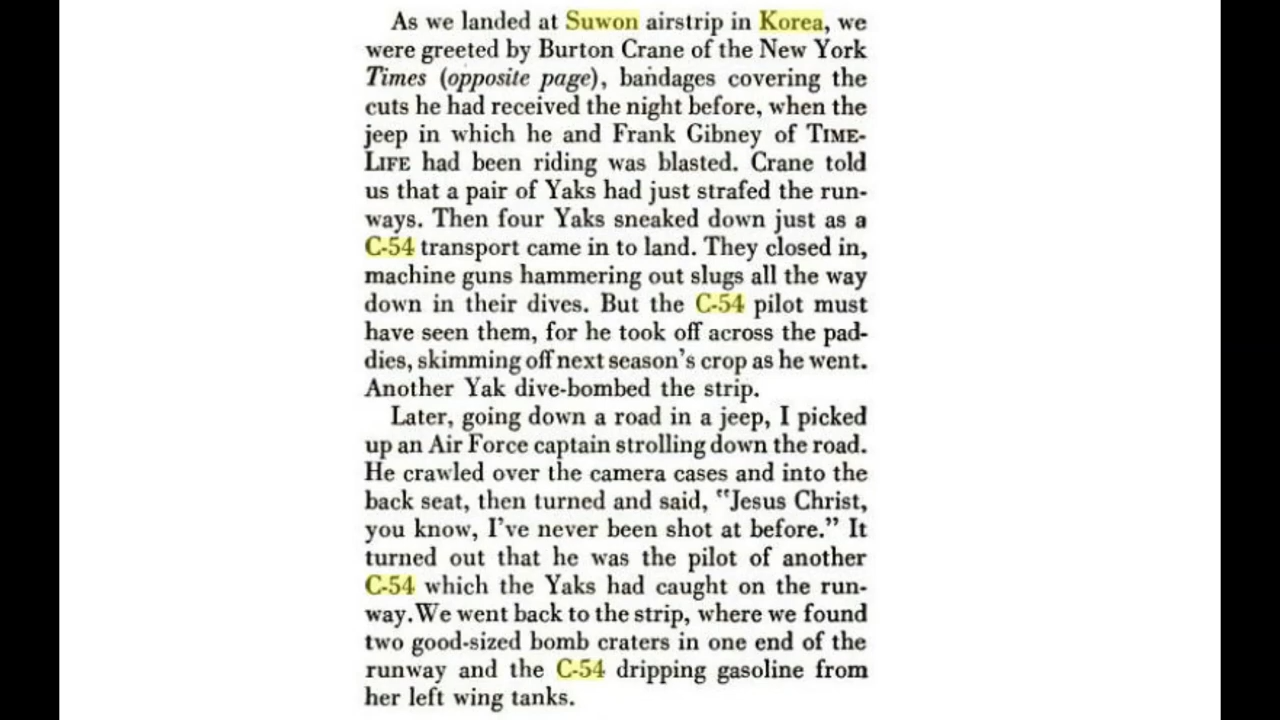 As we landed at Suwon airstrip in Korea, we
were greeted by Burton Crane of the New York
Times (opposite page), bandages covering the
cuts he had received the night before, when the
jeep in which he and Frank Gibney of TIME-
LIFE had been riding was blasted. Crane told
us that a pair of Yaks had just strafed the run-
ways. Then four Yaks sneaked down just as a
C-54 transport came in to land. They closed in,
machine guns hammering out slugs all the way
down in their dives. But the C-54 pilot must
have seen them, for he took off across the pad-
dies, skimming off next season's crop as he went.
Another Yak dive-bombed the strip.
Later, going down a road in a jeep, I picked
up an Air Force captain strolling down the road.
He crawled over the camera cases and into the
back seat, then turned and said, "Jesus Christ,
you know, I've never been shot at before." It
turned out that he was the pilot of another
C-54 which the Yaks had caught on the run-
way. We went back to the strip, where we found
two good-sized bomb craters in one end of the
runway and the C-54 dripping gasoline from
her left wing tanks.